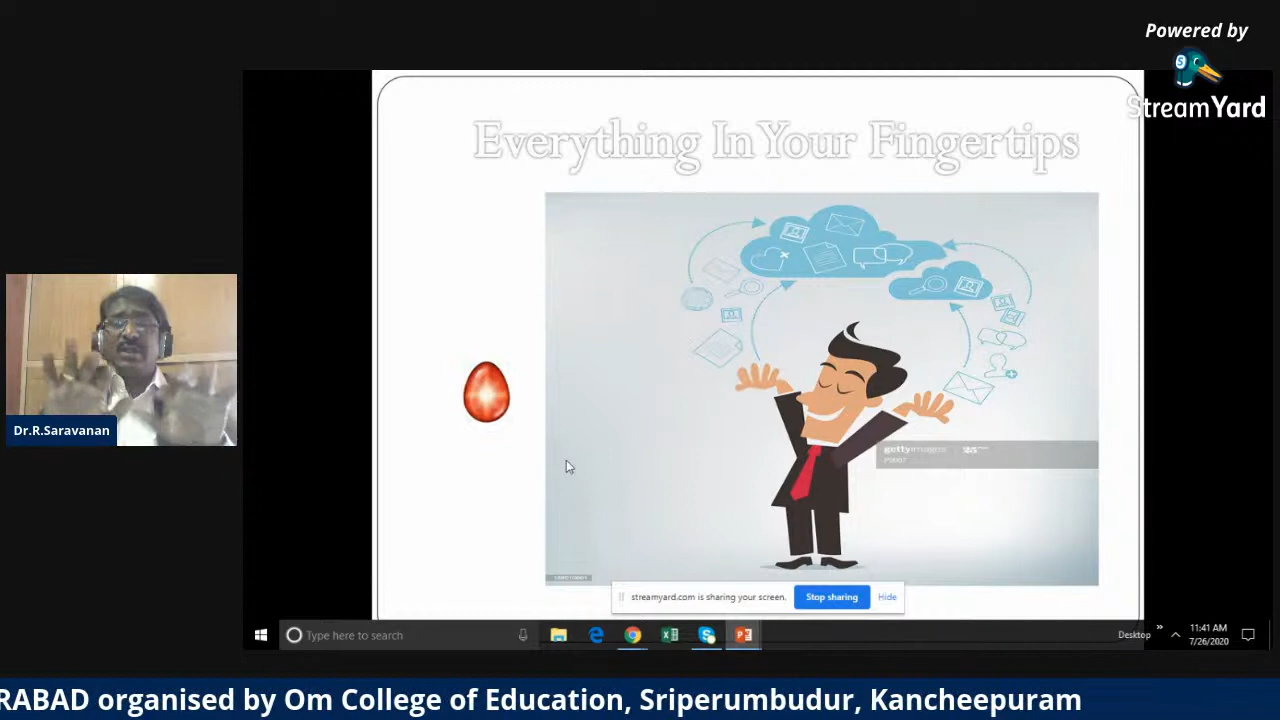 Powered by
StreamYard
Everything In Your Fingertips
gettyimages
Dr.R.Saravanan
streamyard.com is sharing your screen.
Stop sharing
Hide
Type here to search
Desktop
11:41 AM
7/26/2020
RABAD organised by Om College of Education, Sriperumbudur, Kancheepuram